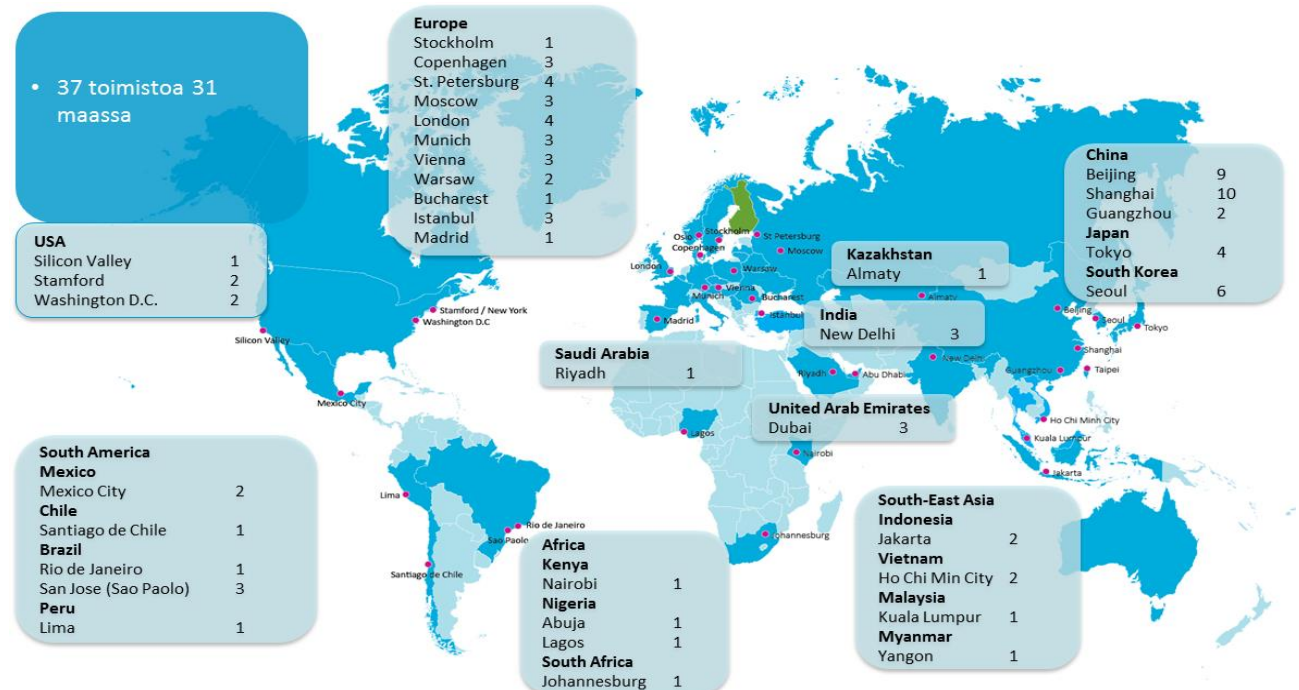 • 37 toimistoa 31
maassa
Europe
Stockholm 1
Copenhagen 3
St. Petersburg 4
Moscow 3
London 4
Munich 3
Vienna 3
Warsaw 2
Bucharest 1
Istanbul 3
Madrid 1
USA
Silicon Valley 1
Stamford 2
Washington D.C. 2
China
Beijing 9
Shanghai 10
Guangzhou 2
Japan
Tokyo 4
South Korea
Seoul 6
Kazakhstan
Almaty 1
India
New Delhi 3
Saudi Arabia
Riyadh 1
United Arab Emirates
Dubai 3
South America
Mexico
Mexico City 2
Chile
Santiago de Chile 1
Brazil
Rio de Janeiro 1
San Jose (Sao Paolo) 3
Peru
Lima 1
Africa
Kenya
Nairobi 1
Nigeria
Abuja 1
Lagos 1
South Africa
Johannesburg 1
South-East Asia
Indonesia
Jakarta 2
Vietnam
Ho Chi Min City 2
Malaysia
Kuala Lumpur 1
Myanmar
Yangon 1
Oslo
Stockholm
St Petersburg
Copenhagen
Moscow
London
Warsaw
Munich
Vienna
Bucharest
Madrid
Istanbul
Almaty
Stamford / New York
Washington D.C
Silicon Valley
Mexico City
Beijing
Seoul
Tokyo
Shanghai
New Delhi
Guangzhou
Taipei
Riyadh
Abu Dhabi
Ho Chi Minh City
Kuala Lumpur
Jakarta
Lagos
Nairobi
Lima
Rio de Janeiro
Sao Paolo
Santiago de Chile
Johannesburg